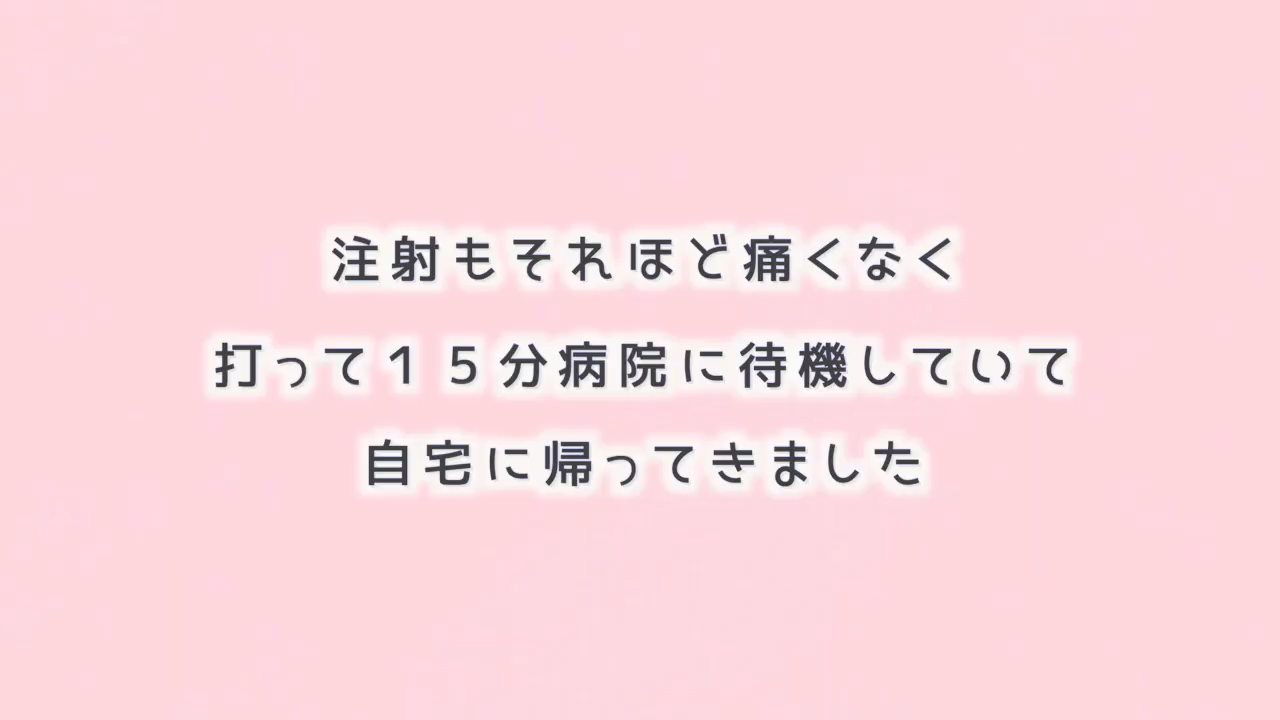 注射もそれほど痛くなく
打って１５分病院に待機していて
自宅に帰ってきました